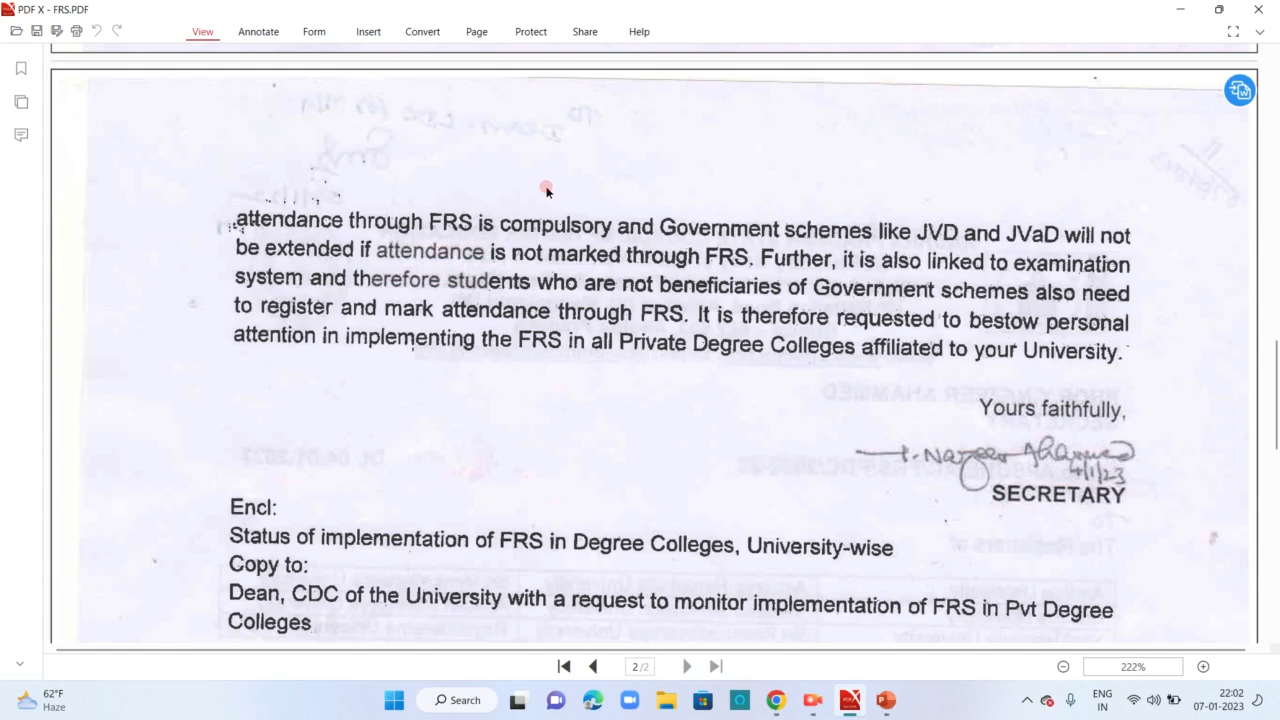 PDF X - FRS.PDF
View Annotate Form Insert Convert Page Protect Share Help
attendance through FRS is compulsory and Government schemes like JVD and JVaD will not
be extended if attendance is not marked through FRS. Further, it is also linked to examination
system and therefore students who are not beneficiaries of Government schemes also need
to register and mark attendance through FRS. It is therefore requested to bestow personal
attention in implementing the FRS in all Private Degree Colleges affiliated to your University.
Yours faithfully,
Nazeer Ahammed
4/1/23
SECRETARY
Encl:
Status of implementation of FRS in Degree Colleges, University-wise
Copy to:
Dean, CDC of the University with a request to monitor implementation of FRS in Pvt Degree
Colleges
2/2
222%
62°F
Haze
Search
ENG
IN
22:02
07-01-2023